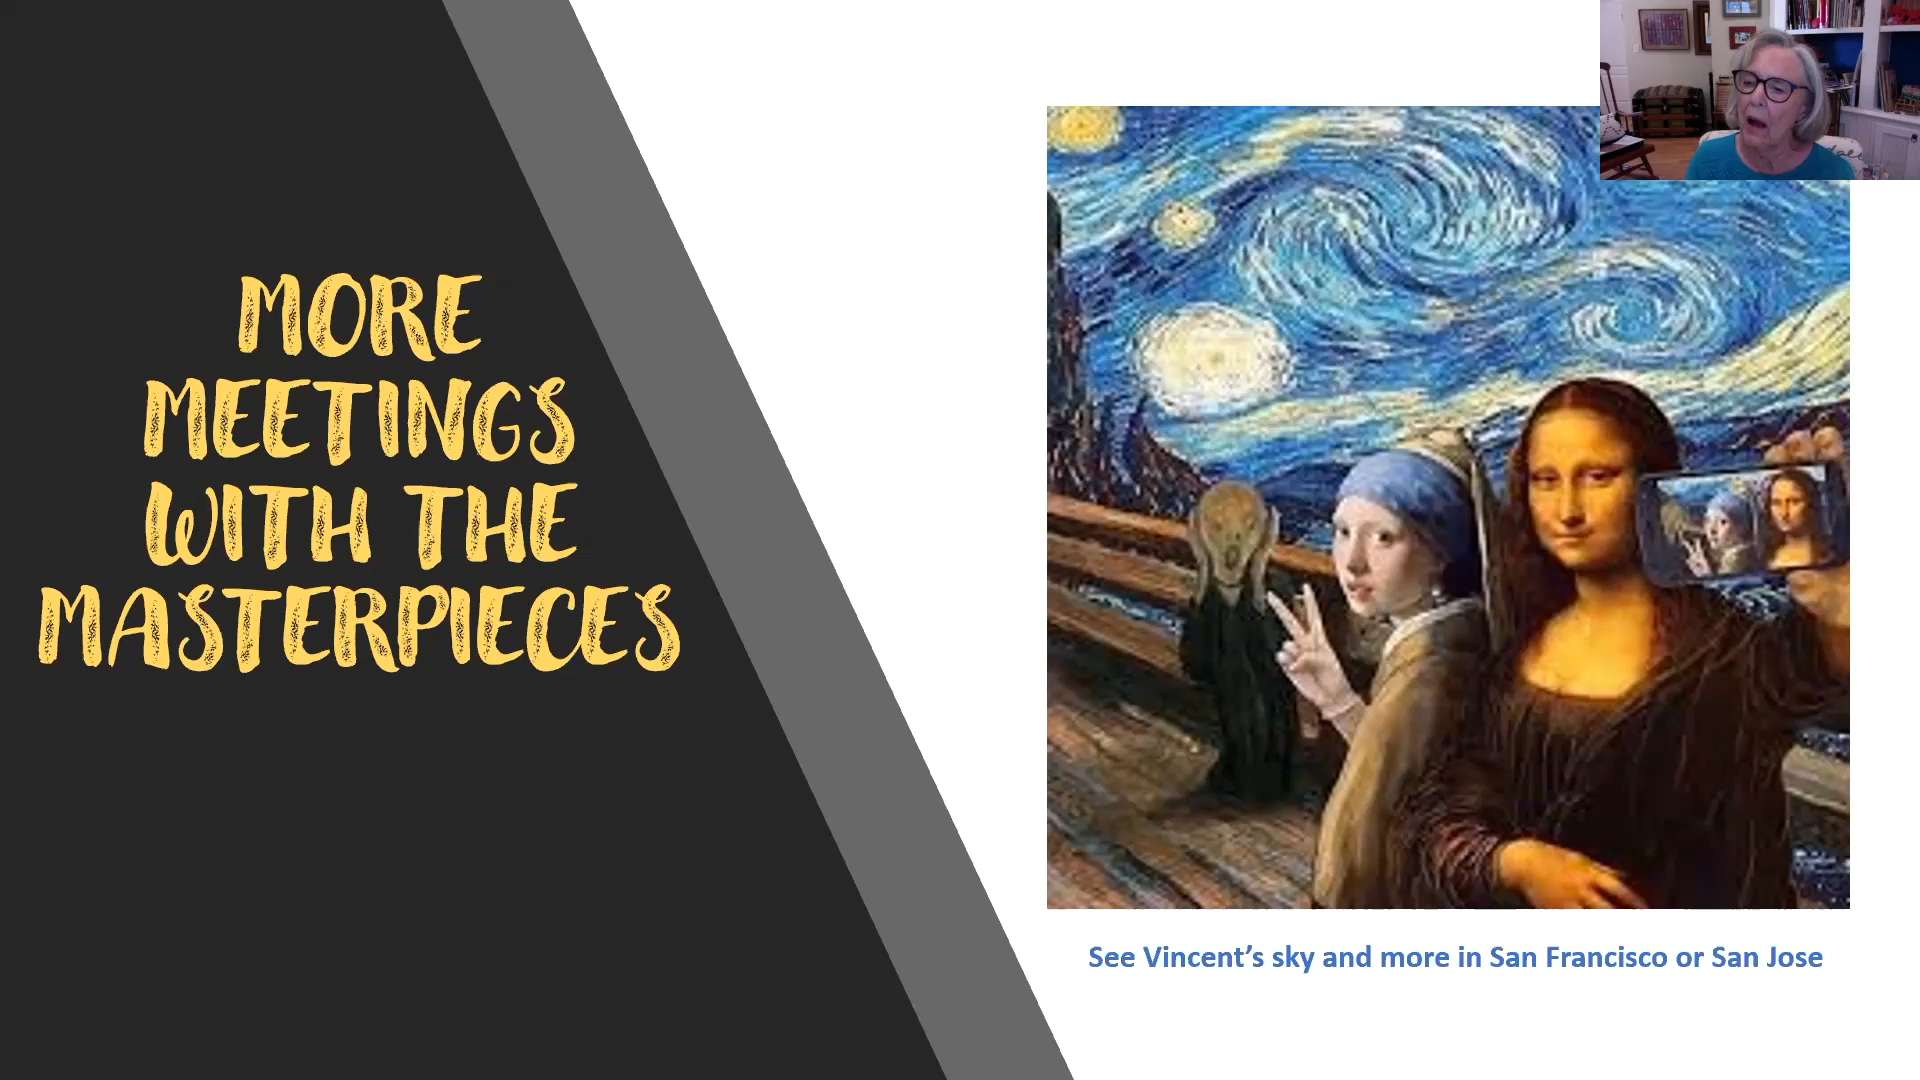 MORE
MEETINGS
WITH THE
MASTERPIECES
See Vincent's sky and more in San Francisco or San Jose